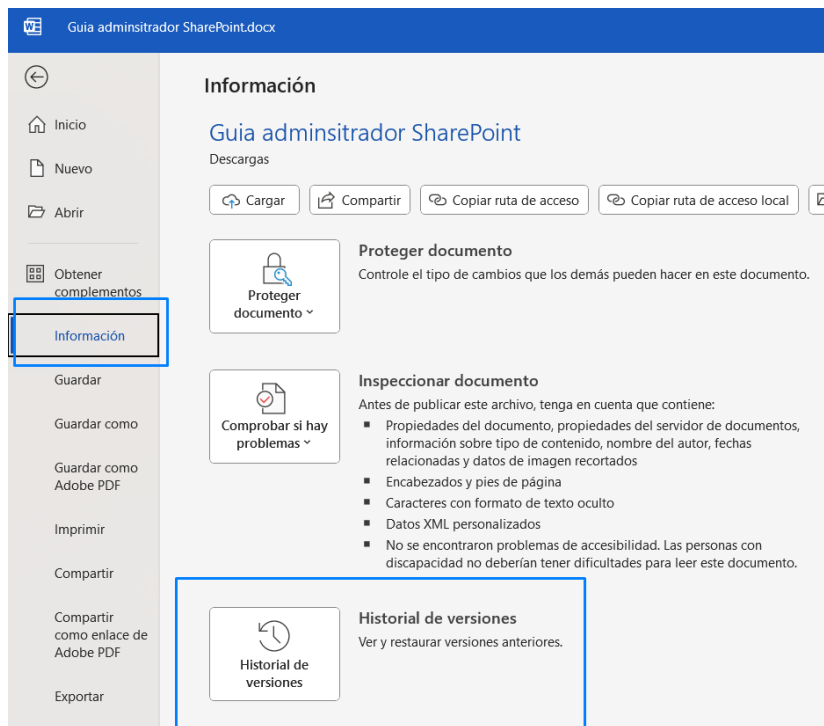 Guia adminsitrador SharePoint.docx
Inicio
Nuevo
Abrir
Obtener
complementos
Información
Guardar
Guardar como
Guardar como
Adobe PDF
Imprimir
Compartir
Compartir
como enlace de
Adobe PDF
Exportar
Información
Guia adminsitrador SharePoint
Descargas
Cargar
Compartir
Copiar ruta de acceso
Copiar ruta de acceso local
Proteger
documento
Proteger documento
Controle el tipo de cambios que los demás pueden hacer en este documento.
Comprobar si hay
problemas
Inspeccionar documento
Antes de publicar este archivo, tenga en cuenta que contiene:
Propiedades del documento, propiedades del servidor de documentos,
información sobre tipo de contenido, nombre del autor, fechas
relacionadas y datos de imagen recortados
Encabezados y pies de página
Caracteres con formato de texto oculto
Datos XML personalizados
No se encontraron problemas de accesibilidad. Las personas con
discapacidad no deberían tener dificultades para leer este documento.
Historial de
versiones
Historial de versiones
Ver y restaurar versiones anteriores.